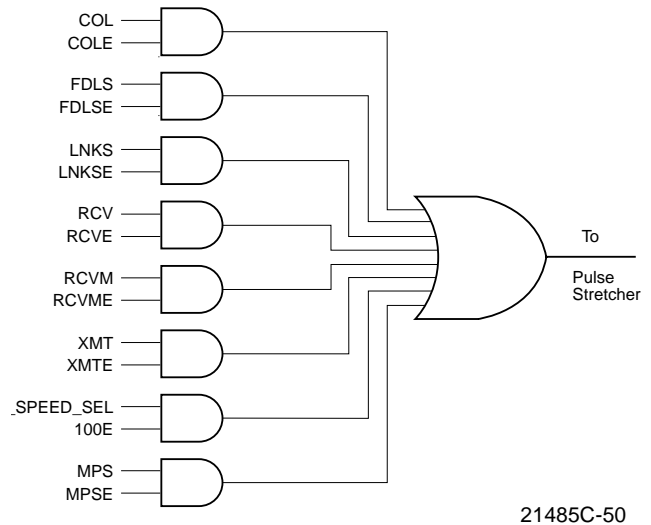 COL
COLE
FDLS
FDLSE
LNKS
LNKSE
RCV
RCVE
RCVM
RCVME
XMT
XMTE
_SPEED_SEL
100E
MPS
MPSE
To
Pulse
Stretcher
21485C-50